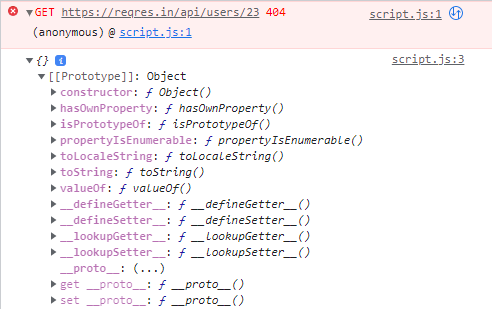 GET https://reqres.in/api/users/23 404 script.js:1
(anonymous) @ script.js:1
{} i script.js:3
[[Prototype]]: Object
constructor: ƒ Object()
hasOwnProperty: ƒ hasOwnProperty()
isPrototypeOf: ƒ isPrototypeOf()
propertyIsEnumerable: ƒ propertyIsEnumerable()
toLocaleString: ƒ toLocaleString()
toString: ƒ toString()
valueOf: ƒ valueOf()
__defineGetter__: ƒ __defineGetter__()
__defineSetter__: ƒ __defineSetter__()
__lookupGetter__: ƒ __lookupGetter__()
__lookupSetter__: ƒ __lookupSetter__()
__proto__: (...)
get __proto__: ƒ __proto__()
set __proto__: ƒ __proto__()